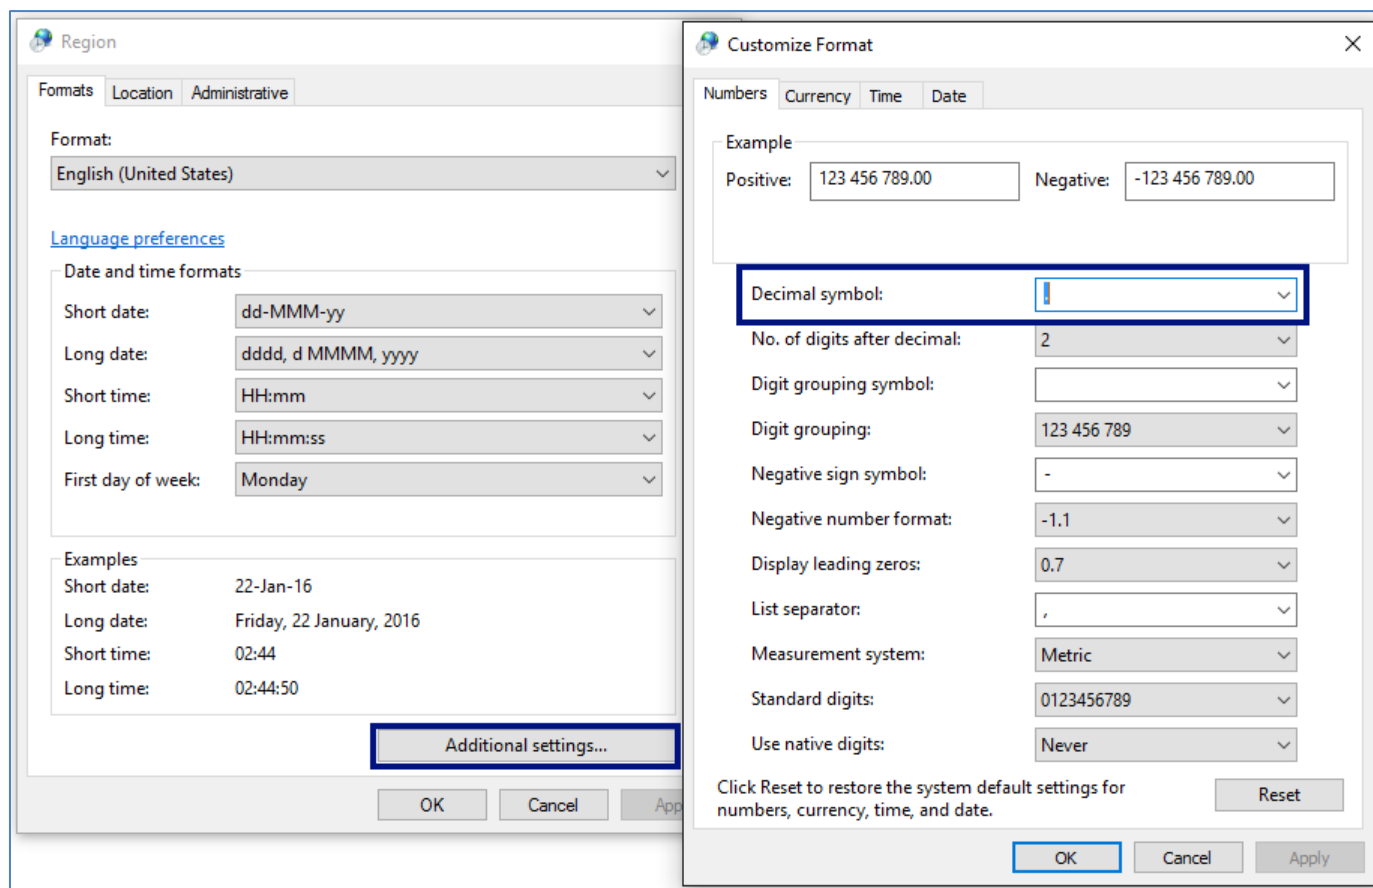 Region
Formats Location Administrative
Format:
English (United States)
Language preferences
Date and time formats
Short date: dd-MMM-yy
Long date: dddd, d MMMM, yyyy
Short time: HH:mm
Long time: HH:mm:ss
First day of week: Monday
Examples
Short date: 22-Jan-16
Long date: Friday, 22 January, 2016
Short time: 02:44
Long time: 02:44:50
Additional settings...
OK Cancel
Customize Format
Numbers Currency Time Date
Example
Positive: 123 456 789.00 Negative: -123 456 789.00
Decimal symbol: .
No. of digits after decimal: 2
Digit grouping symbol:
Digit grouping: 123 456 789
Negative sign symbol: -
Negative number format: -1.1
Display leading zeros: 0.7
List separator: ,
Measurement system: Metric
Standard digits: 0123456789
Use native digits: Never
Click Reset to restore the system default settings for
numbers, currency, time, and date.
Reset
OK Cancel Apply